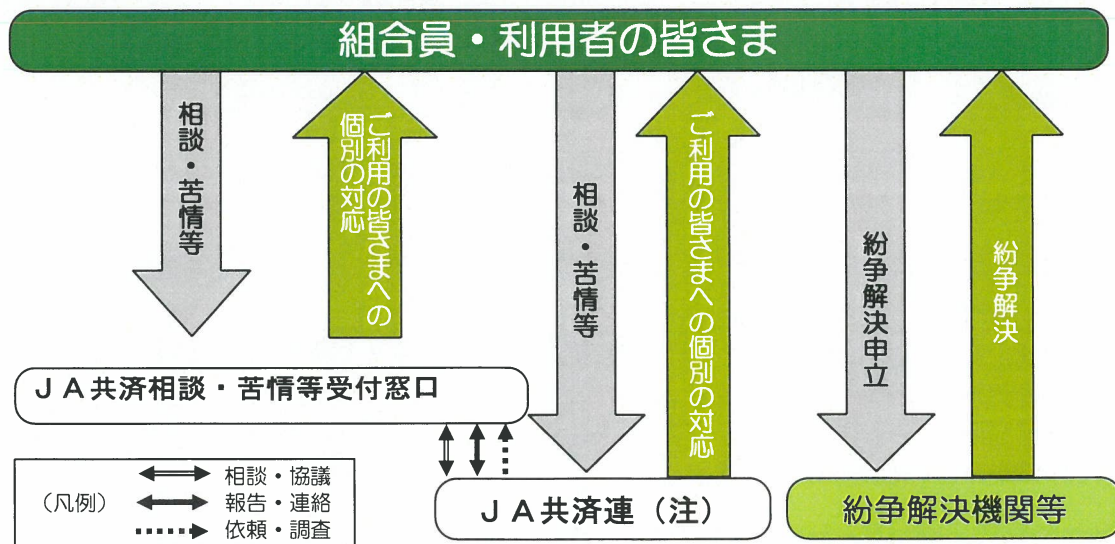 組合員・利用者の皆さま
相談・苦情等
ご利用の皆さまへの
個別の対応
相談・苦情等
ご利用の皆さまへの個別の対応
紛争解決申立
紛争解決
ＪＡ共済相談・苦情等受付窓口
（凡例）
相談・協議
報告・連絡
依頼・調査
ＪＡ共済連（注）
紛争解決機関等